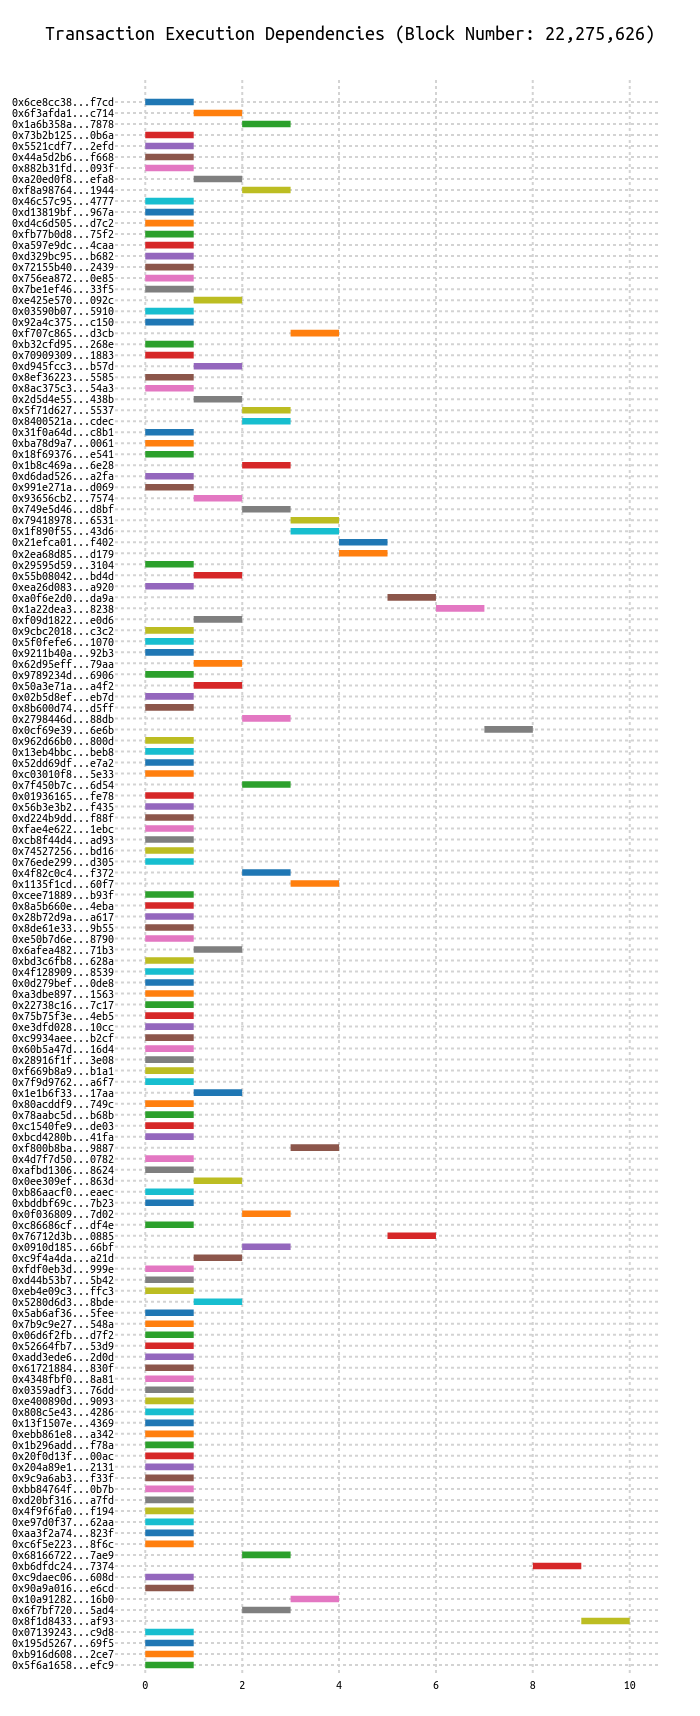 Transaction Execution Dependencies (Block Number: 22,275,626)
0x6ce8cc38...f7cd
0x6f3afda1...c714
0x1a6b358a...7878
0x73b2b125...0b6a
0x5521cdf7...2efd
0x44a5d2b6...f668
0x882b31fd...093f
0xa20ed0f8...efa8
0xf8a98764...1944
0x46c57c95...4777
0xd13819bf...967a
0xd4c6d505...d7c2
0xfb77b0d8...75f2
0xa597e9dc...4caa
0xd329bc95...b682
0x72155b40...2439
0x756ea872...0e85
0x7be1ef46...33f5
0xe425e570...092c
0x03590b07...5910
0x92a4c375...c150
0xf707c865...d3cb
0xb32cfd95...268e
0x70909309...1883
0xd945fcc3...b57d
0x8ef36223...5585
0x8ac375c3...54a3
0x2d5d4e55...438b
0x5f71d627...5537
0x8400521a...cdec
0x31f0a64d...c8b1
0xba78d9a7...0061
0x18f69376...e541
0x1b8c469a...6e28
0xd6dad526...a2fa
0x991e271a...d069
0x93656cb2...7574
0x749e5d46...d8bf
0x79418978...6531
0x1f890f55...43d6
0x21efca01...f402
0x2ea68d85...d179
0x29595d59...3104
0x55b08042...bd4d
0xea26d083...a920
0xa0f6e2d0...da9a
0x1a22dea3...8238
0xf09d1822...e0d6
0x9cbc2018...c3c2
0x5f0fefe6...1070
0x9211b40a...92b3
0x62d95eff...79aa
0x9789234d...6906
0x50a3e71a...a4f2
0x02b5d8ef...eb7d
0x8b600d74...d5ff
0x2798446d...88db
0x0cf69e39...6e6b
0x962d66b0...800d
0x13eb4bbc...beb8
0x52dd69df...e7a2
0xc03010f8...5e33
0x7f450b7c...6d54
0x01936165...fe78
0x56b3e3b2...f435
0xd224b9dd...f88f
0xfae4e622...1ebc
0xcb8f44d4...ad93
0x74527256...bd16
0x76ede299...d305
0x4f82c0c4...f372
0x1135f1cd...60f7
0xcee71889...b93f
0x8a5b660e...4eba
0x28b72d9a...a617
0x8de61e33...9b55
0xe50b7d6e...8790
0x6afea482...71b3
0xbd3c6fb8...628a
0x4f128909...8539
0x0d279bef...0de8
0xa3dbe897...1563
0x22738c16...7c17
0x75b75f3e...4eb5
0xe3dfd028...10cc
0xc9934aee...b2cf
0x60b5a47d...16d4
0x28916f1f...3e08
0xf669b8a9...b1a1
0x7f9d9762...a6f7
0x1e1b6f33...17aa
0x80acddf9...749c
0x78aabc5d...b68b
0xc1540fe9...de03
0xbcd4280b...41fa
0xf800b8ba...9887
0x4d7f7d50...0782
0xafbd1306...8624
0x0ee309ef...863d
0xb86aacf0...eaec
0xbddbf69c...7b23
0x0f036809...7d02
0xc86686cf...df4e
0x76712d3b...0885
0x0910d185...66bf
0xc9f4a4da...a21d
0xfdf0eb3d...999e
0xd44b53b7...5b42
0xeb4e09c3...ffc3
0x5280d6d3...8bde
0x5ab6af36...5fee
0x7b9c9e27...548a
0x06d6f2fb...d7f2
0x52664fb7...53d9
0xadd3ede6...2d0d
0x61721884...830f
0x4348fbf0...8a81
0x0359adf3...76dd
0xe400890d...9093
0x808c5e43...4286
0x13f1507e...4369
0xebb861e8...a342
0x1b296add...f78a
0x20f0d13f...00ac
0x204a89e1...2131
0x9c9a6ab3...f33f
0xbb84764f...0b7b
0xd20bf316...a7fd
0x4f9f6fa0...f194
0xe97d0f37...62aa
0xaa3f2a74...823f
0xc6f5e223...8f6c
0x68166722...7ae9
0xb6dfdc24...7374
0xc9daec06...608d
0x90a9a016...e6cd
0x10a91282...16b0
0x6f7bf720...5ad4
0x8f1d8433...af93
0x07139243...c9d8
0x195d5267...69f5
0xb916d608...2ce7
0x5f6a1658...efc9
0 2 4 6 8 10